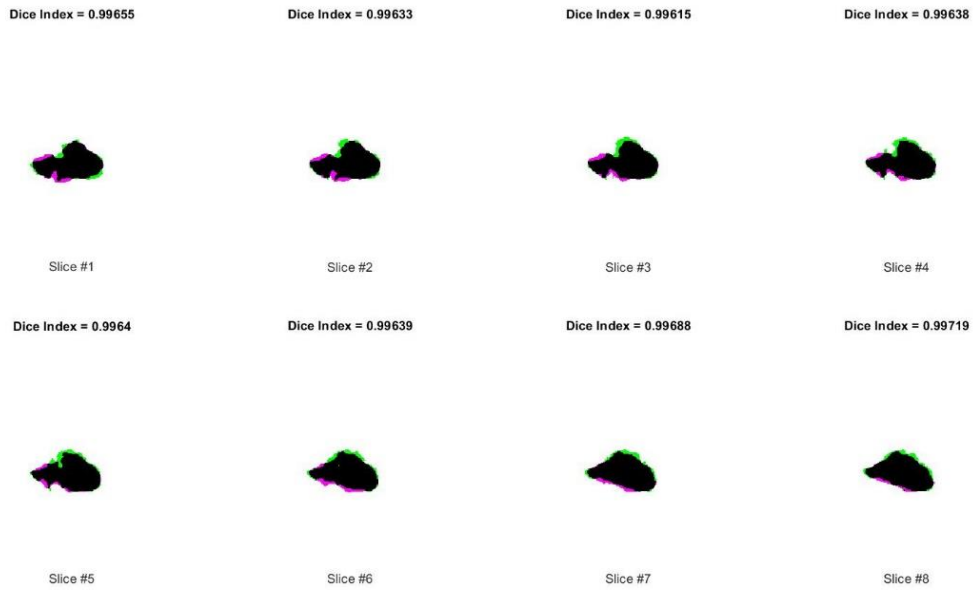 Dice Index = 0.99655
Dice Index = 0.99633
Dice Index = 0.99615
Dice Index = 0.99638
Slice #1
Slice #2
Slice #3
Slice #4
Dice Index = 0.9964
Dice Index = 0.99639
Dice Index = 0.99688
Dice Index = 0.99719
Slice #5
Slice #6
Slice #7
Slice #8